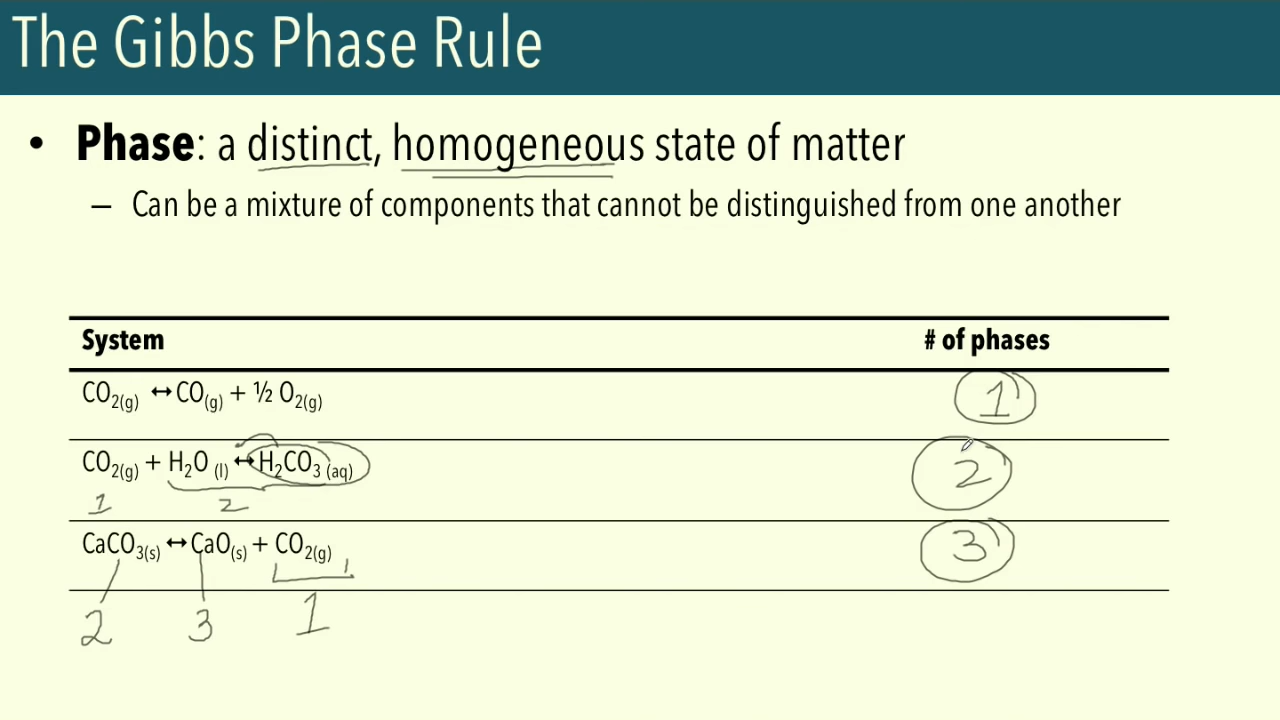 The Gibbs Phase Rule
• Phase: a distinct, homogeneous state of matter
– Can be a mixture of components that cannot be distinguished from one another
System # of phases
CO₂(g) ↔ CO(g) + ½ O₂(g) 1
CO₂(g) + H₂O (l) ↔ H₂CO₃ (aq) 2
1 2
CaCO₃(s) ↔ CaO(s) + CO₂(g) 3
2 3 1